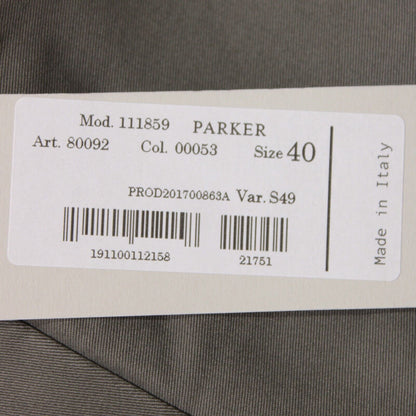 Mod. 111859 PARKER
Art. 80092 Col. 00053 Size 40
PROD201700863A Var. S49
191100112158 21751
Made in Italy